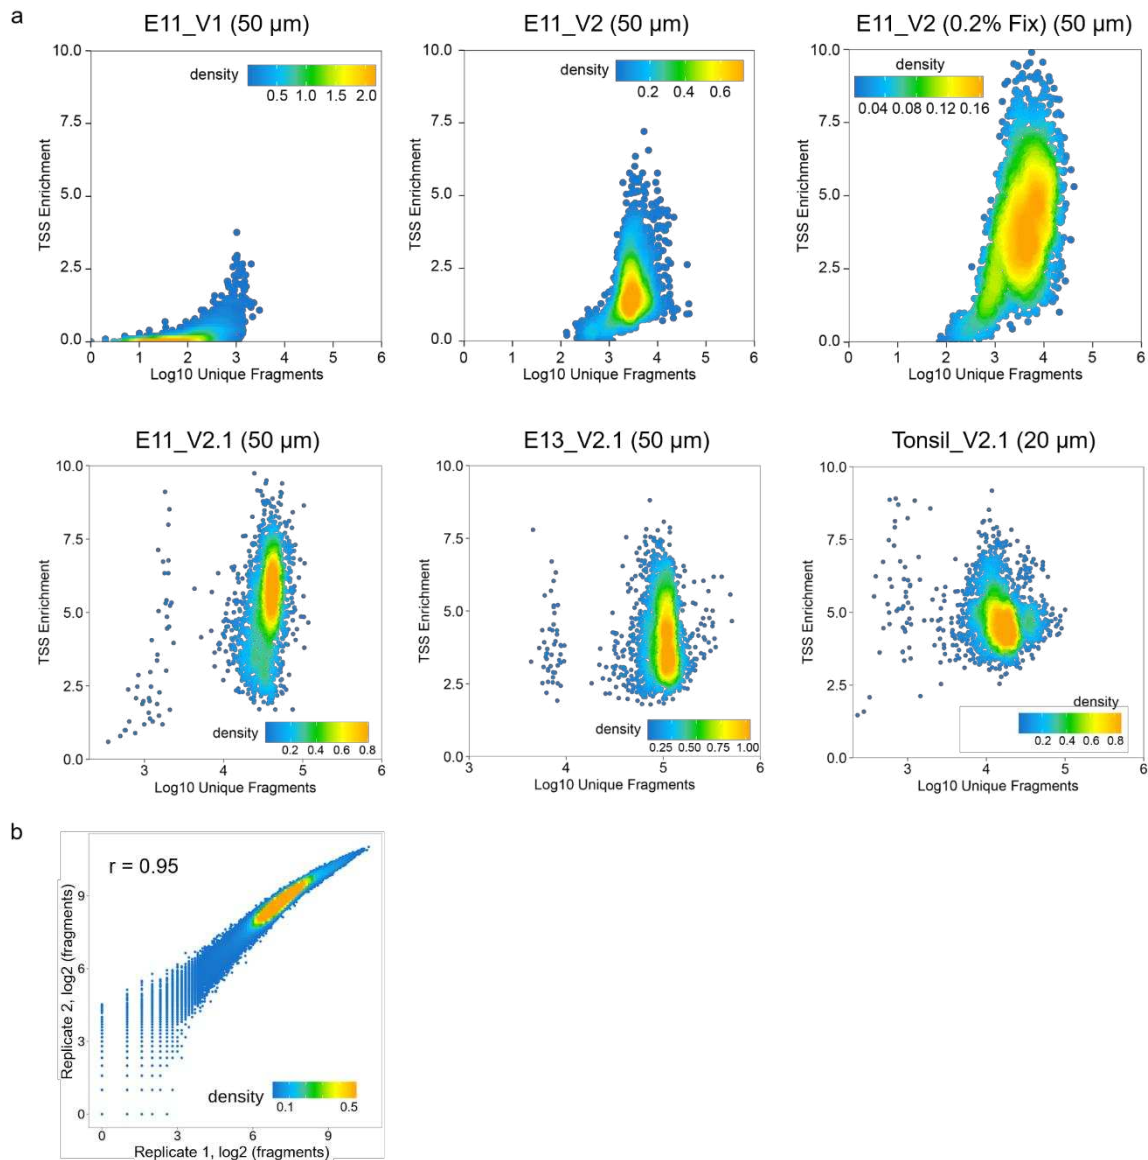 a
E11_V1 (50 µm)
density
0.5 1.0 1.5 2.0
10.0
7.5
5.0
2.5
0.0
TSS Enrichment
0 1 2 3 4 5 6
Log10 Unique Fragments
E11_V2 (50 µm)
density
0.2 0.4 0.6
10.0
7.5
5.0
2.5
0.0
TSS Enrichment
0 1 2 3 4 5 6
Log10 Unique Fragments
E11_V2 (0.2% Fix) (50 µm)
density
0.04 0.08 0.12 0.16
10.0
7.5
5.0
2.5
0.0
TSS Enrichment
0 1 2 3 4 5 6
Log10 Unique Fragments
E11_V2.1 (50 µm)
10.0
7.5
5.0
2.5
0.0
TSS Enrichment
density
0.2 0.4 0.6 0.8
3 4 5 6
Log10 Unique Fragments
E13_V2.1 (50 µm)
10.0
7.5
5.0
2.5
0.0
TSS Enrichment
density
0.25 0.50 0.75 1.00
3 4 5 6
Log10 Unique Fragments
Tonsil_V2.1 (20 µm)
10.0
7.5
5.0
2.5
0.0
TSS Enrichment
density
0.2 0.4 0.6 0.8
3 4 5 6
Log10 Unique Fragments
b
r = 0.95
9
6
3
0
Replicate 2, log2 (fragments)
density
0.1 0.5
0 3 6 9
Replicate 1, log2 (fragments)